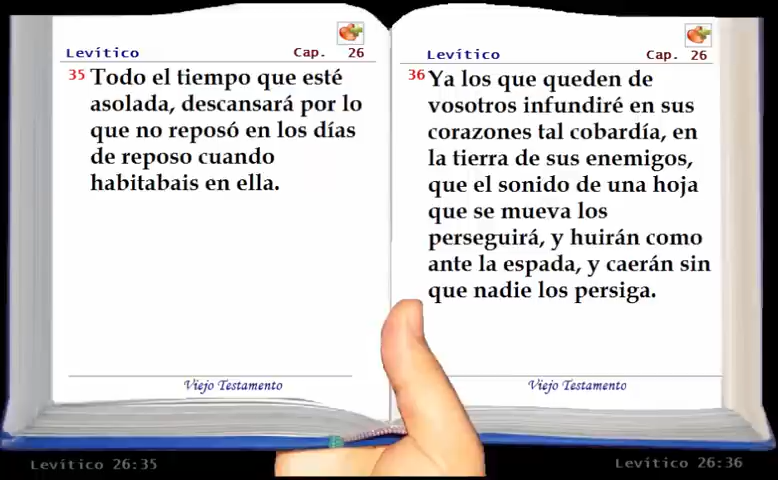 Levítico Cap. 26
35 Todo el tiempo que esté
asolada, descansará por lo
que no reposó en los días
de reposo cuando
habitabais en ella.
Viejo Testamento
Levítico 26:35
Levítico Cap. 26
36 Ya los que queden de
vosotros infundiré en sus
corazones tal cobardía, en
la tierra de sus enemigos,
que el sonido de una hoja
que se mueva los
perseguirá, y huirán como
ante la espada, y caerán sin
que nadie los persiga.
Viejo Testamento
Levítico 26:36